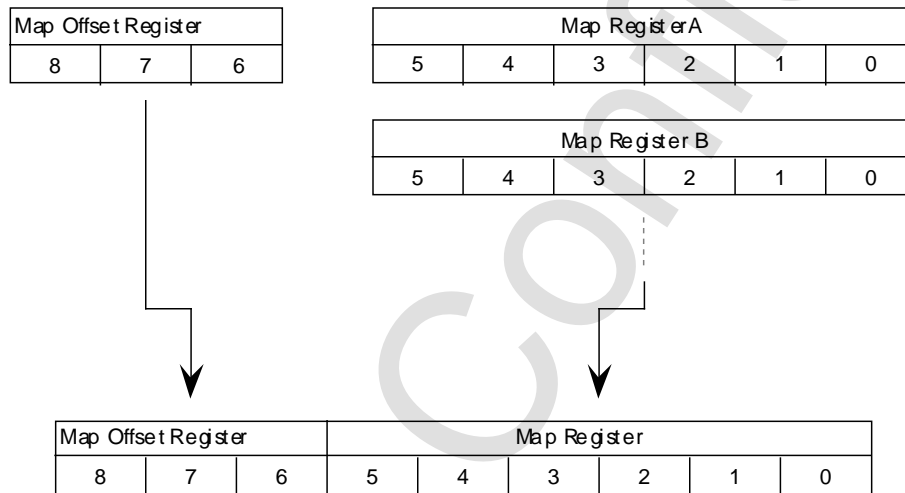 Map Offset Register
8 7 6
Map Register A
5 4 3 2 1 0
Map Register B
5 4 3 2 1 0
Map Offset Register Map Register
8 7 6 5 4 3 2 1 0